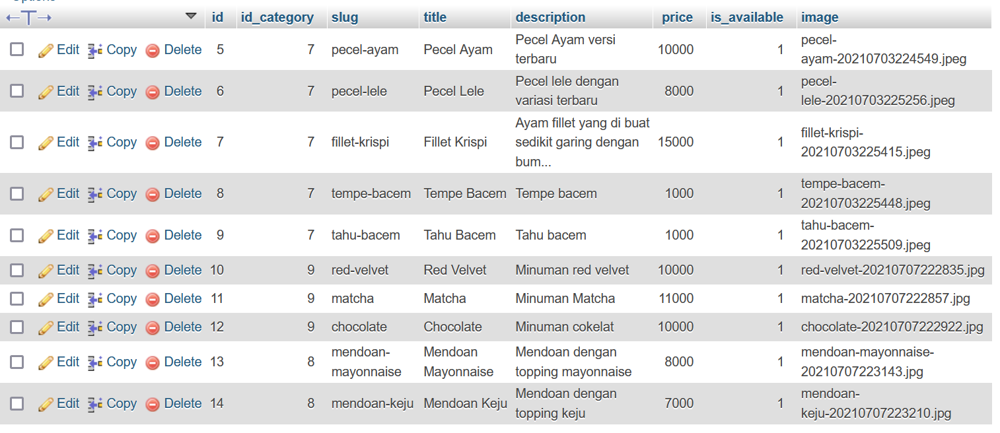 Options
id id_category slug title description price is_available image
Edit Copy Delete 5 7 pecel-ayam Pecel Ayam Pecel Ayam versi terbaru 10000 1 pecel-ayam-20210703224549.jpeg
Edit Copy Delete 6 7 pecel-lele Pecel Lele Pecel lele dengan variasi terbaru 8000 1 pecel-lele-20210703225256.jpeg
Edit Copy Delete 7 7 fillet-krispi Fillet Krispi Ayam fillet yang di buat sedikit garing dengan bum... 15000 1 fillet-krispi-20210703225415.jpeg
Edit Copy Delete 8 7 tempe-bacem Tempe Bacem Tempe bacem 1000 1 tempe-bacem-20210703225448.jpeg
Edit Copy Delete 9 7 tahu-bacem Tahu Bacem Tahu bacem 1000 1 tahu-bacem-20210703225509.jpeg
Edit Copy Delete 10 9 red-velvet Red Velvet Minuman red velvet 10000 1 red-velvet-20210707222835.jpg
Edit Copy Delete 11 9 matcha Matcha Minuman Matcha 11000 1 matcha-20210707222857.jpg
Edit Copy Delete 12 9 chocolate Chocolate Minuman cokelat 10000 1 chocolate-20210707222922.jpg
Edit Copy Delete 13 8 mendoan-mayonnaise Mendoan Mayonnaise Mendoan dengan topping mayonnaise 8000 1 mendoan-mayonnaise-20210707223143.jpg
Edit Copy Delete 14 8 mendoan-keju Mendoan Keju Mendoan dengan topping keju 7000 1 mendoan-keju-20210707223210.jpg